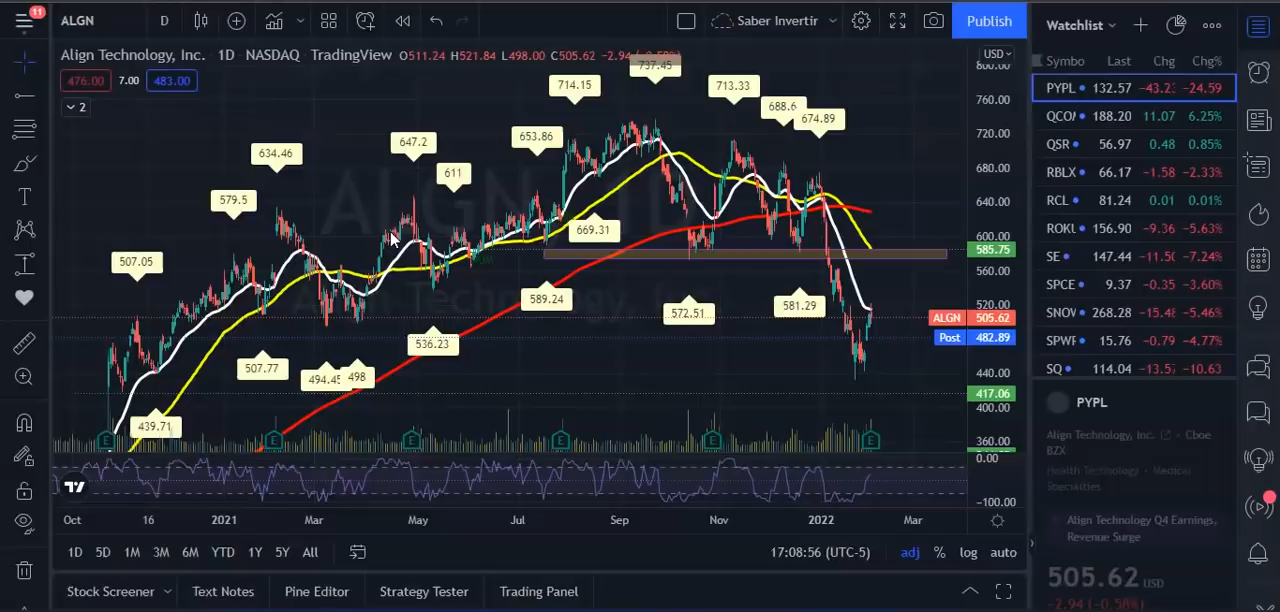 11
ALGN
D
Saber Invertir
Publish
Watchlist
Align Technology, Inc. 1D NASDAQ TradingView O511.24 H521.84 L498.00 C505.62
476.00 7.00 483.00
2
USD
800.00
760.00
720.00
680.00
640.00
600.00
585.75
560.00
520.00
ALGN 505.62
Post 482.89
440.00
417.06
400.00
360.00
0.00
−100.00
737.45
714.15
713.33
688.6
674.89
653.86
647.2
634.46
611
579.5
669.31
507.05
589.24
572.51
581.29
536.23
507.77
494.45
498
439.71
E E E E E E
Oct 16 2021 Mar May Jul Sep Nov 2022 Mar
1D 5D 1M 3M 6M YTD 1Y 5Y All
17:08:56 (UTC-5) adj % log auto
Stock Screener Text Notes Pine Editor Strategy Tester Trading Panel
Symbo Last Chg Chg%
PYPL 132.57 −43.2 −24.59
QCO 188.20 11.07 6.25%
QSR 56.97 0.48 0.85%
RBLX 66.17 −1.58 −2.33%
RCL 81.24 0.01 0.01%
ROKU 156.90 −9.36 −5.63%
SE 147.44 −11.50 −7.24%
SPCE 9.37 −0.35 −3.60%
SNOV 268.28 −15.4 −5.46%
SPWR 15.76 −0.79 −4.77%
SQ 114.04 −13.5 −10.63
PYPL
Align Technology, Inc. Cboe
BZX
Health Technology • Medical
Specialties
Align Technology Q4 Earnings,
Revenue Surge
505.62 USD
−2.94 (−0.58%)